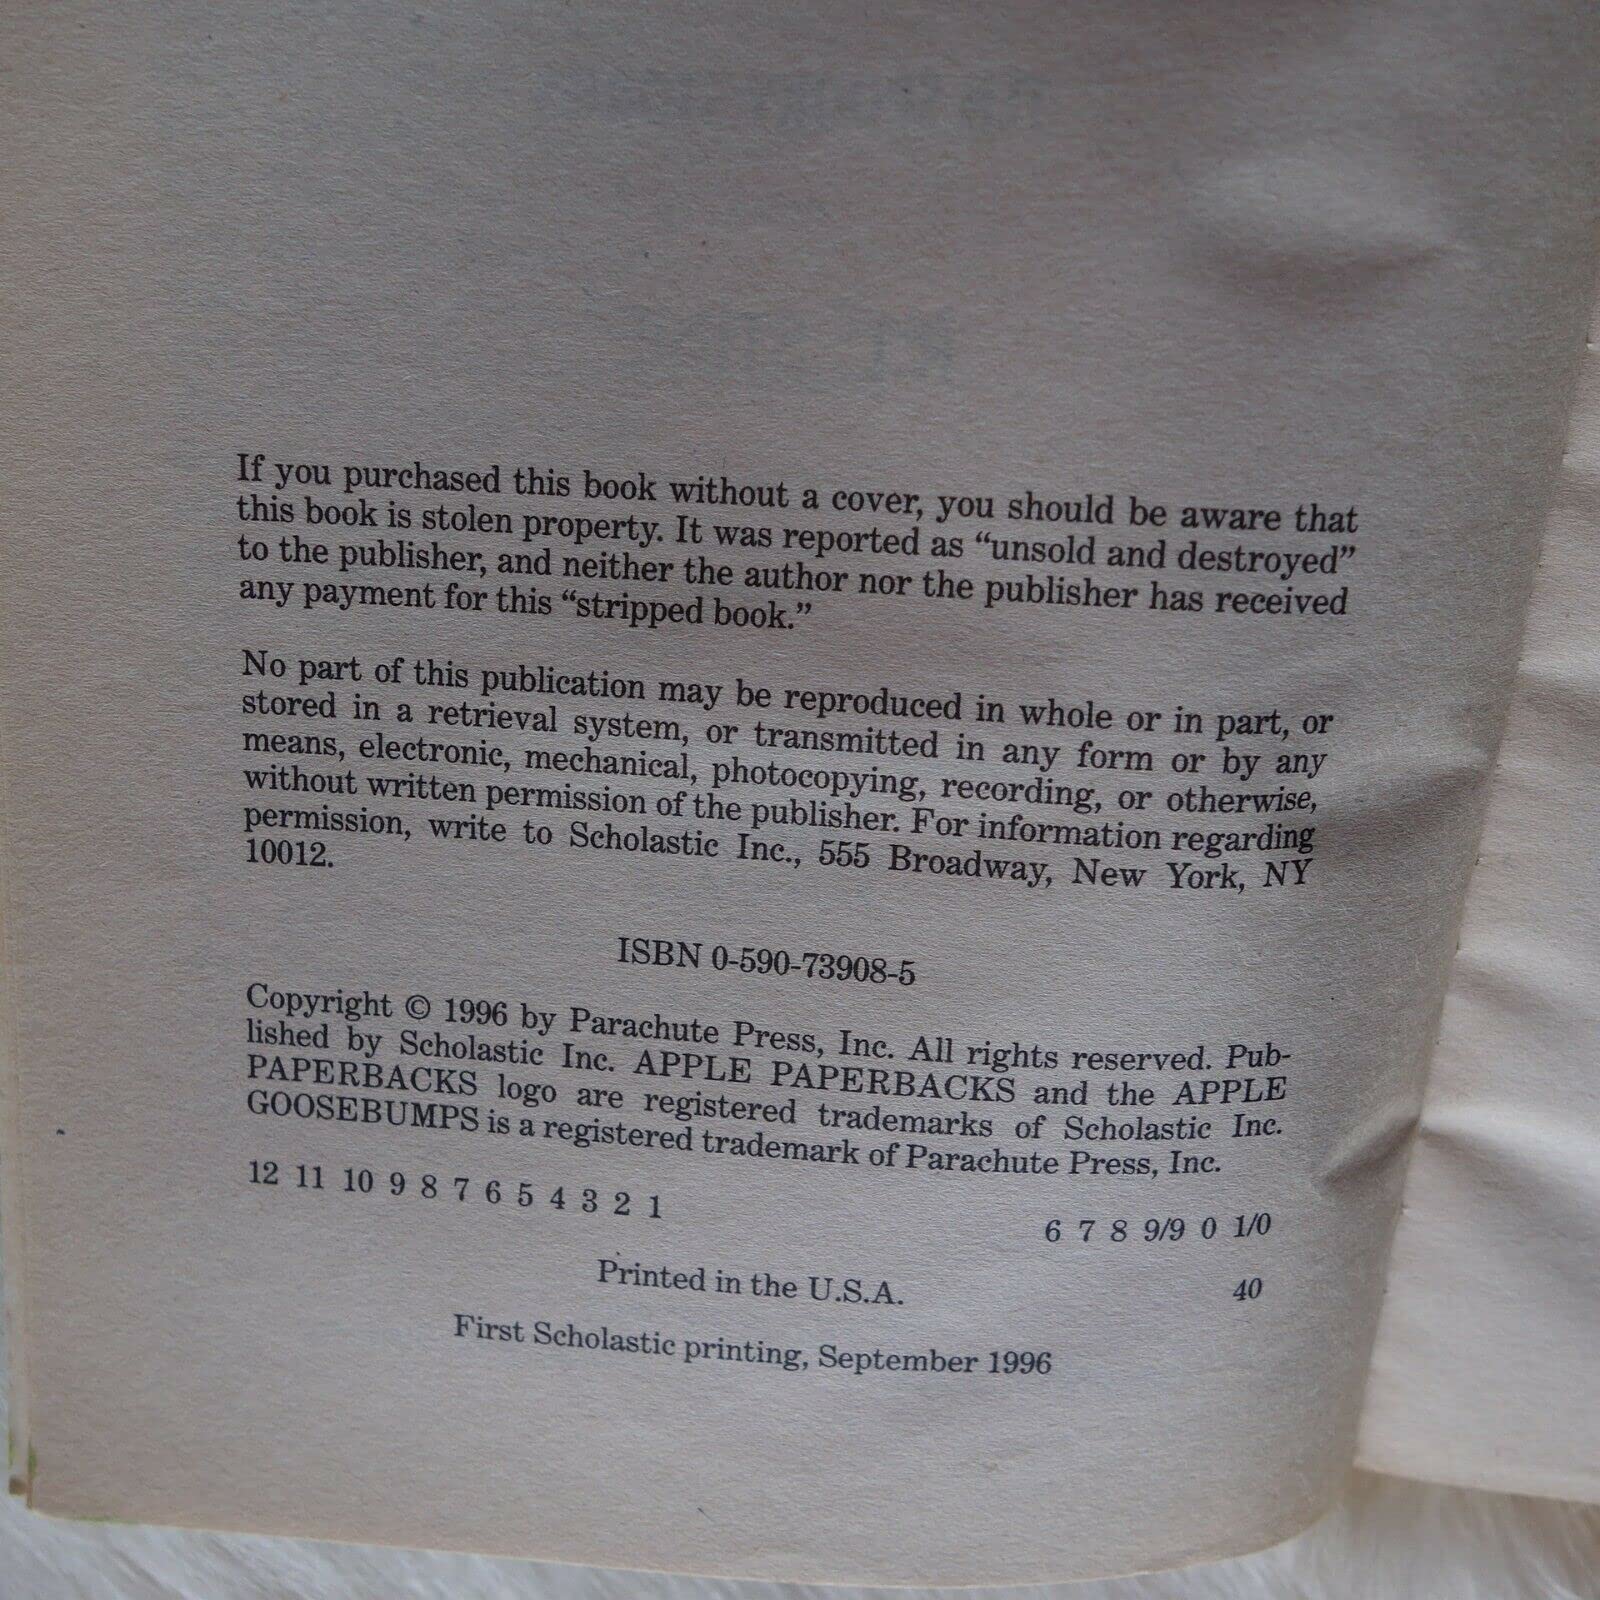 If you purchased this book without a cover, you should be aware that
this book is stolen property. It was reported as “unsold and destroyed”
to the publisher, and neither the author nor the publisher has received
any payment for this “stripped book.”
No part of this publication may be reproduced in whole or in part, or
stored in a retrieval system, or transmitted in any form or by any
means, electronic, mechanical, photocopying, recording, or otherwise,
without written permission of the publisher. For information regarding
permission, write to Scholastic Inc., 555 Broadway, New York, NY
10012.
ISBN 0-590-73908-5
Copyright © 1996 by Parachute Press, Inc. All rights reserved. Pub-
lished by Scholastic Inc. APPLE PAPERBACKS and the APPLE
PAPERBACKS logo are registered trademarks of Scholastic Inc.
GOOSEBUMPS is a registered trademark of Parachute Press, Inc.
12 11 10 9 8 7 6 5 4 3 2 1 6 7 8 9/9 0 1/0
Printed in the U.S.A. 40
First Scholastic printing, September 1996